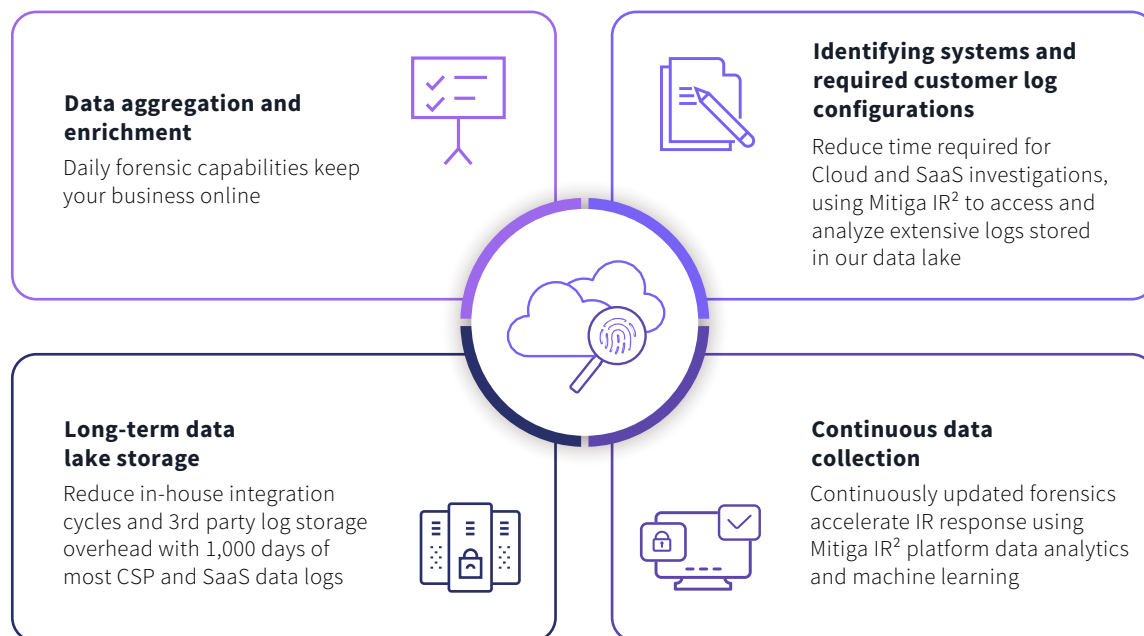 Data aggregation and
enrichment
Daily forensic capabilities keep
your business online
Identifying systems and
required customer log
configurations
Reduce time required for
Cloud and SaaS investigations,
using Mitiga IR² to access and
analyze extensive logs stored
in our data lake
Long-term data
lake storage
Reduce in-house integration
cycles and 3rd party log storage
overhead with 1,000 days of
most CSP and SaaS data logs
Continuous data
collection
Continuously updated forensics
accelerate IR response using
Mitiga IR² platform data analytics
and machine learning